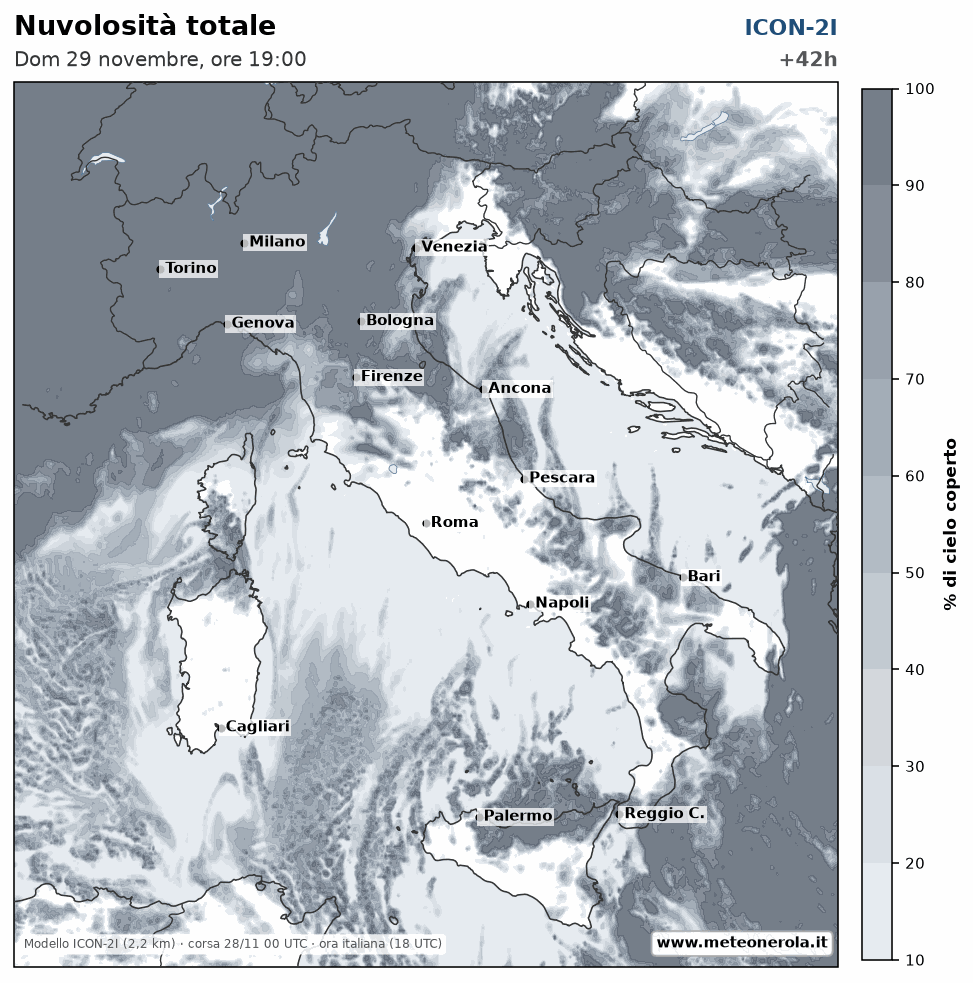 Nuvolosità totale
ICON-2I
Dom 29 novembre, ore 19:00
+42h
100
90
80
70
60
50
40
30
20
10
% di cielo coperto
Milano
Venezia
Torino
Genova
Bologna
Firenze
Ancona
Pescara
Roma
Bari
Napoli
Cagliari
Palermo
Reggio C.
Modello ICON-2I (2,2 km) · corsa 28/11 00 UTC · ora italiana (18 UTC)
www.meteonerola.it